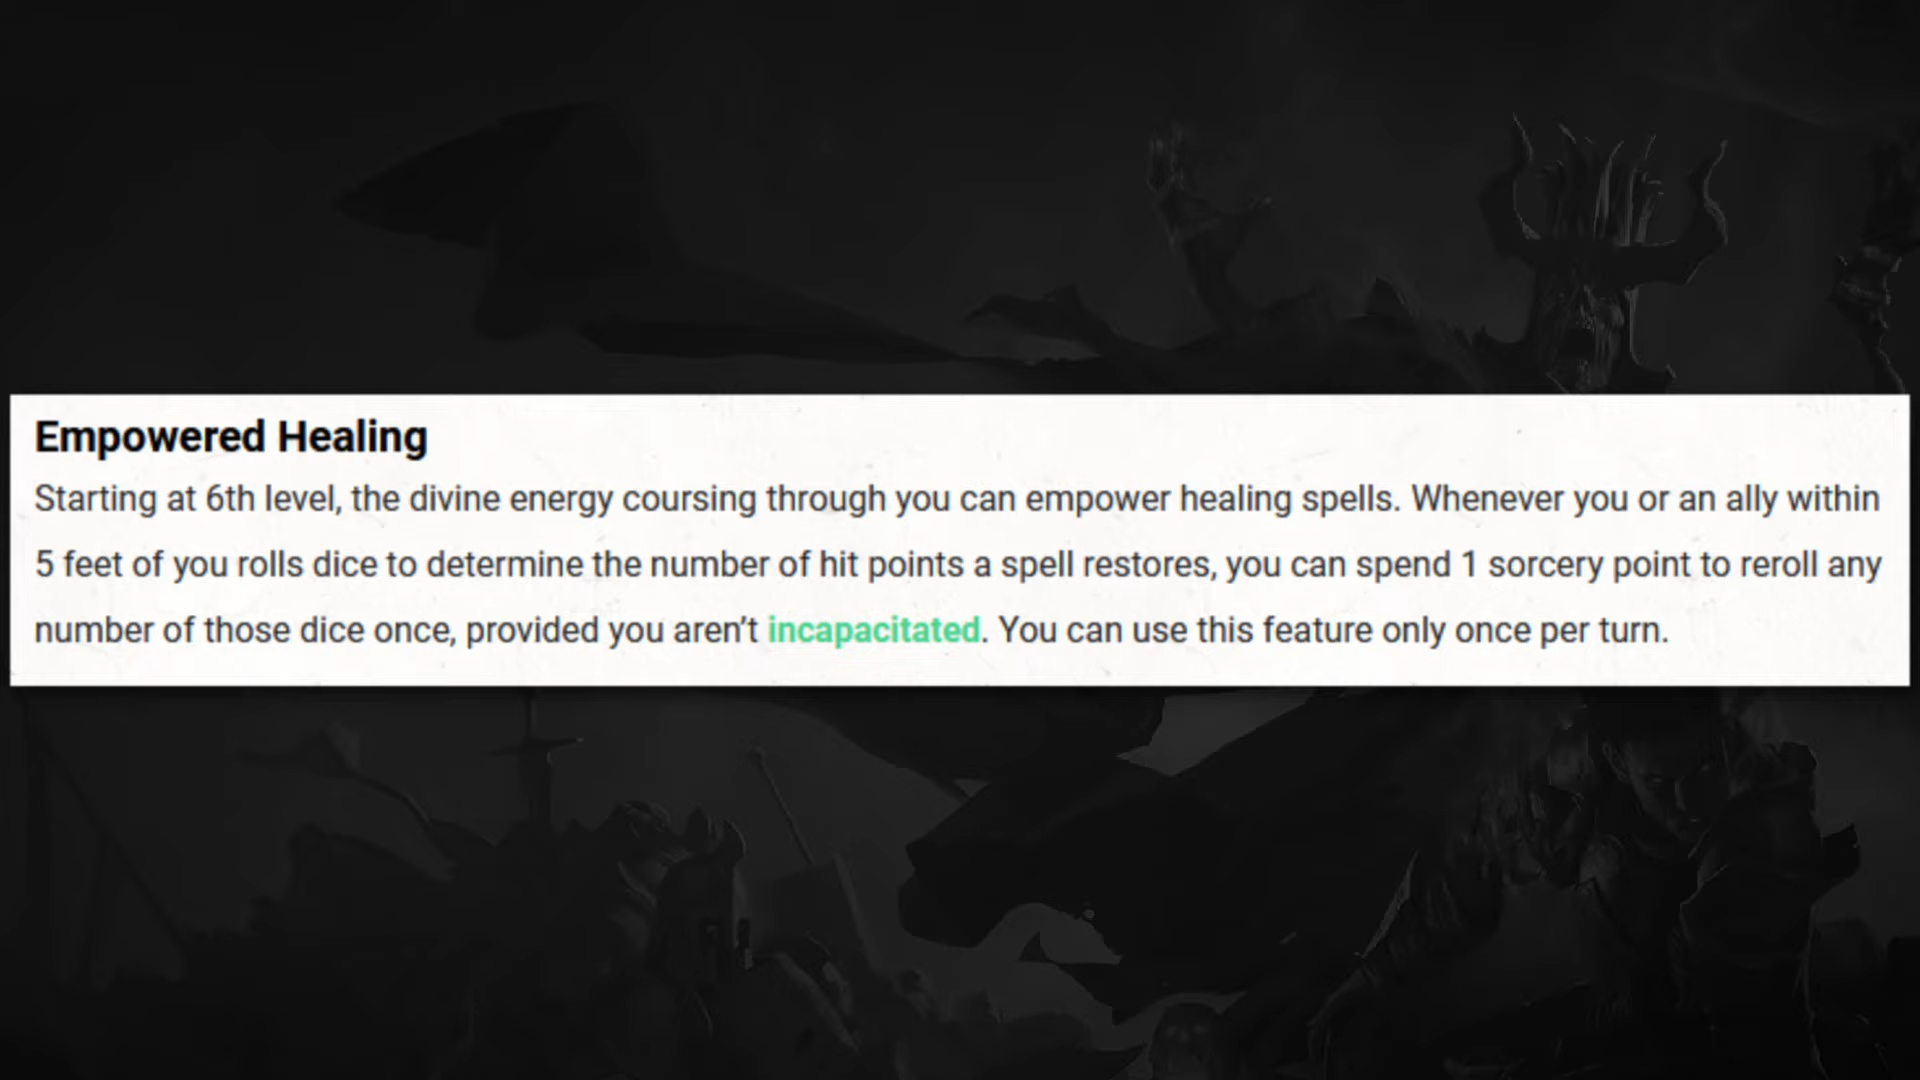 Empowered Healing
Starting at 6th level, the divine energy coursing through you can empower healing spells. Whenever you or an ally within
5 feet of you rolls dice to determine the number of hit points a spell restores, you can spend 1 sorcery point to reroll any
number of those dice once, provided you aren’t incapacitated. You can use this feature only once per turn.